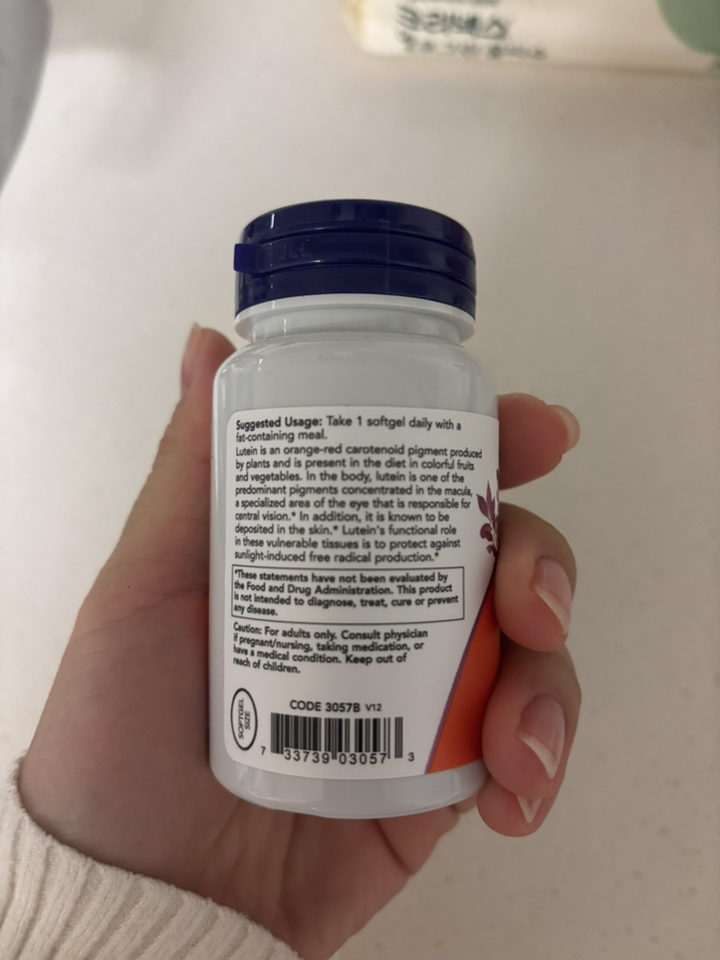 크리넥스
PULL
Suggested Usage: Take 1 softgel daily with a
fat-containing meal.
Lutein is an orange-red carotenoid pigment produced
by plants and is present in the diet in colorful fruits
and vegetables. In the body, lutein is one of the
predominant pigments concentrated in the macula,
a specialized area of the eye that is responsible for
central vision.* In addition, it is known to be
deposited in the skin.* Lutein's functional role
in these vulnerable tissues is to protect against
sunlight-induced free radical production.*
*These statements have not been evaluated by
the Food and Drug Administration. This product
is not intended to diagnose, treat, cure or prevent
any disease.
Caution: For adults only. Consult physician
if pregnant/nursing, taking medication, or
have a medical condition. Keep out of
reach of children.
SOFTGEL
SIZE
CODE 3057B V12
7 33739 03057 3